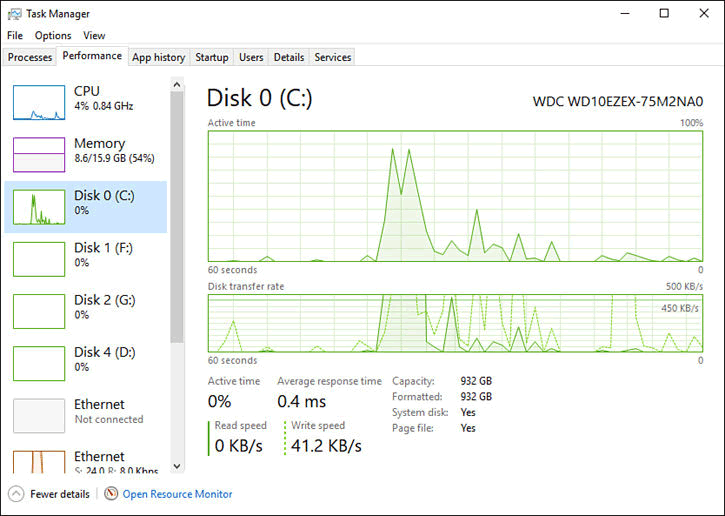 Task Manager
File Options View
Processes Performance App history Startup Users Details Services
CPU
4% 0.84 GHz
Memory
8.6/15.9 GB (54%)
Disk 0 (C:)
0%
Disk 1 (F:)
0%
Disk 2 (G:)
0%
Disk 4 (D:)
0%
Ethernet
Not connected
Ethernet
S: 24.0 R: 8.0 Kbps
Disk 0 (C:) WDC WD10EZEX-75M2NA0
Active time 100%
60 seconds 0
Disk transfer rate 500 KB/s
450 KB/s
60 seconds 0
Active time Average response time
0% 0.4 ms
Read speed Write speed
0 KB/s 41.2 KB/s
Capacity: 932 GB
Formatted: 932 GB
System disk: Yes
Page file: Yes
Fewer details Open Resource Monitor